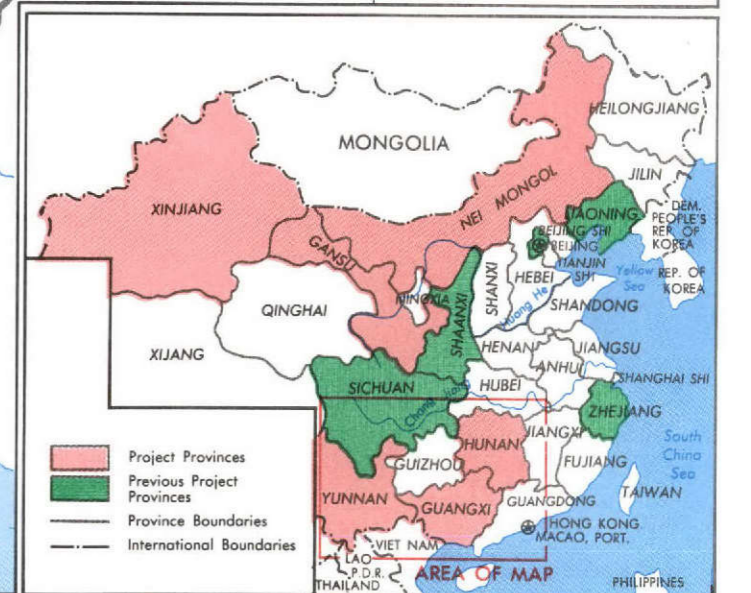 HEILONGJIANG
MONGOLIA
JILIN
NEI MONGOL
XINJIANG
LIAONING
DEM.
PEOPLE'S
REP. OF
KOREA
BEIJING SHI
BEIJING
GANSU
TIANJIN
SHI
HEBEI
Yellow
Sea
REP. OF
KOREA
NINGXIA
SHANXI
QINGHAI
Huang He
SHANDONG
SHAANXI
XIJANG
HENAN
JIANGSU
ANHUI
SHANGHAI SHI
SICHUAN
HUBEI
Chang Jiang
ZHEJIANG
HUNAN
JIANGXI
South
China
Sea
GUIZHOU
FUJIANG
Project Provinces
Previous Project
Provinces
Province Boundaries
International Boundaries
YUNNAN
GUANGXI
GUANGDONG
TAIWAN
HONG KONG
MACAO, PORT.
VIET NAM
LAO
P.D.R.
THAILAND
AREA OF MAP
PHILIPPINES